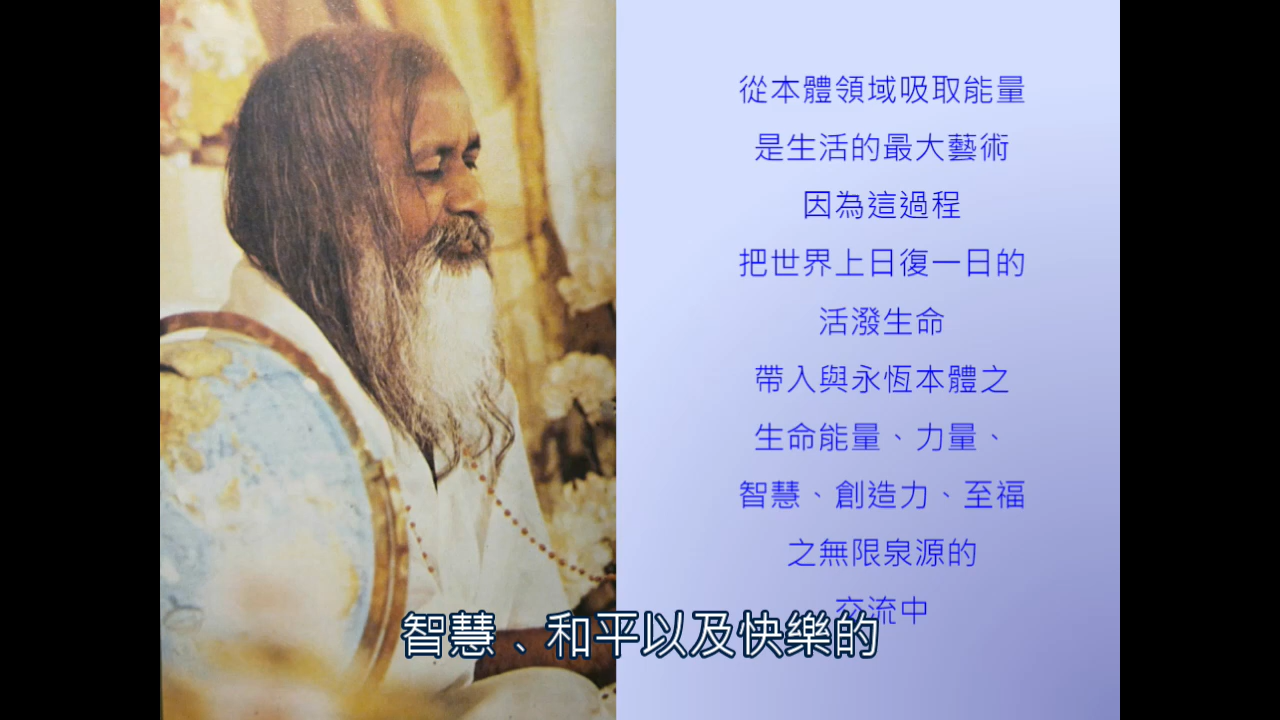 從本體領域吸取能量
是生活的最大藝術
因為這過程
把世界上日復一日的
活潑生命
帶入與永恆本體之
生命能量、力量、
智慧、創造力、至福
之無限泉源的
交流中
智慧、和平以及快樂的